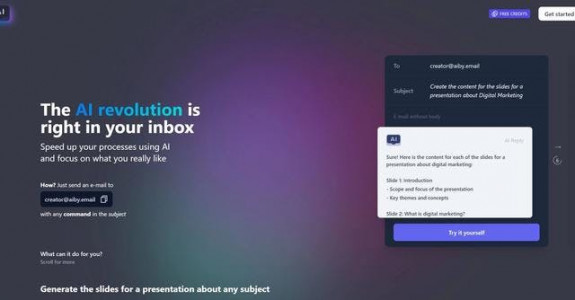 AI
FREE CREDITS
Get started
The AI revolution is
right in your inbox
Speed up your processes using AI
and focus on what you really like
How? Just send an e-mail to
creator@aiby.email
with any command in the subject
What can it do for you?
Scroll for more
Generate the slides for a presentation about any subject
To creator@aiby.email
Subject Create the content for the slides for a
presentation about Digital Marketing
E-mail without body
AI
AI Reply
Sure! Here is the content for each of the slides for a
presentation about digital marketing:
Slide 1: Introduction
- Scope and focus of the presentation
- Key themes and concepts
Slide 2: What is digital marketing?
Try it yourself